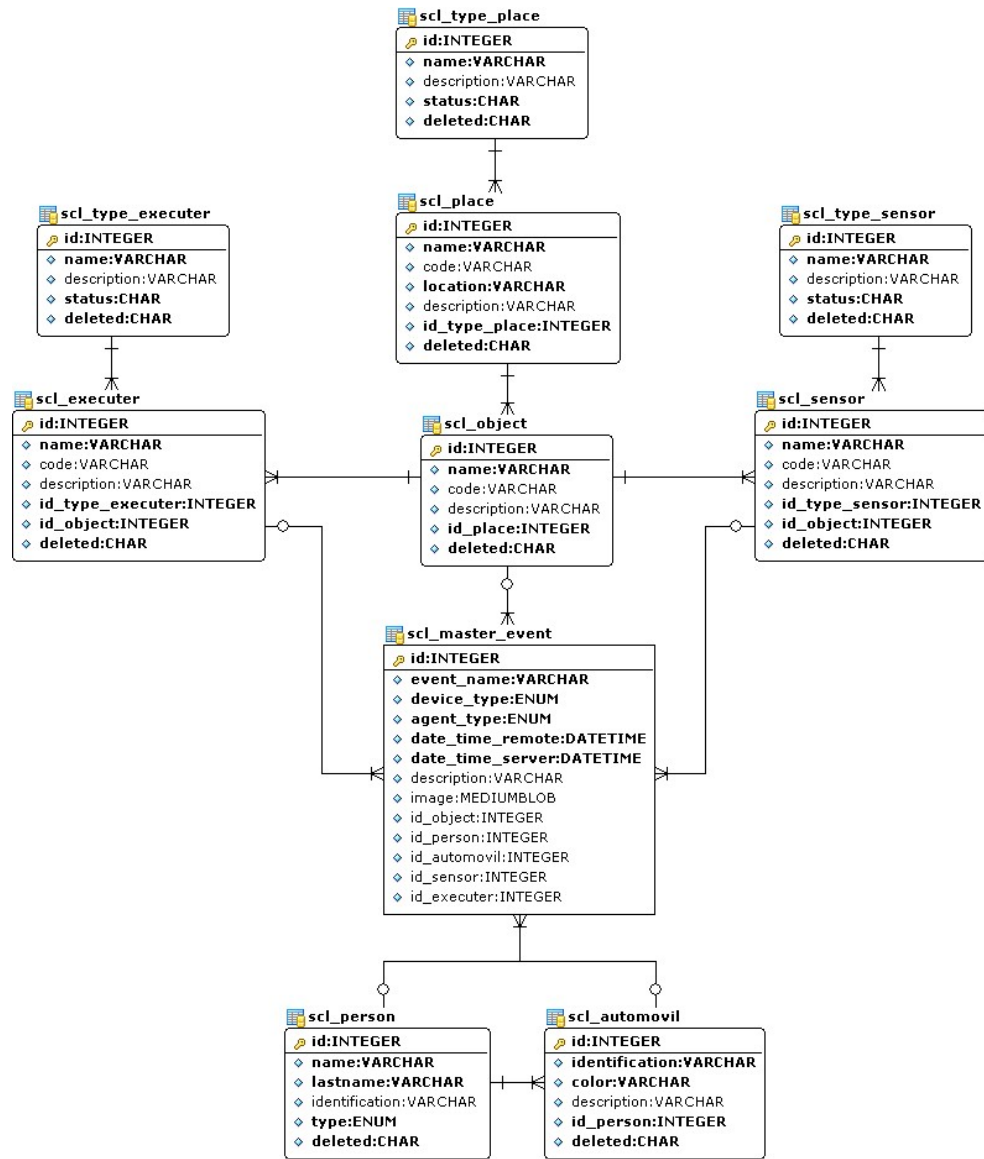 scl_type_place
id:INTEGER
name:VARCHAR
description:VARCHAR
status:CHAR
deleted:CHAR
scl_place
id:INTEGER
name:VARCHAR
code:VARCHAR
location:VARCHAR
description:VARCHAR
id_type_place:INTEGER
deleted:CHAR
scl_type_executer
id:INTEGER
name:VARCHAR
description:VARCHAR
status:CHAR
deleted:CHAR
scl_type_sensor
id:INTEGER
name:VARCHAR
description:VARCHAR
status:CHAR
deleted:CHAR
scl_executer
id:INTEGER
name:VARCHAR
code:VARCHAR
description:VARCHAR
id_type_executer:INTEGER
id_object:INTEGER
deleted:CHAR
scl_object
id:INTEGER
name:VARCHAR
code:VARCHAR
description:VARCHAR
id_place:INTEGER
deleted:CHAR
scl_sensor
id:INTEGER
name:VARCHAR
code:VARCHAR
description:VARCHAR
id_type_sensor:INTEGER
id_object:INTEGER
deleted:CHAR
scl_master_event
id:INTEGER
event_name:VARCHAR
device_type:ENUM
agent_type:ENUM
date_time_remote:DATETIME
date_time_server:DATETIME
description:VARCHAR
image:MEDIUMBLOB
id_object:INTEGER
id_person:INTEGER
id_automovil:INTEGER
id_sensor:INTEGER
id_executer:INTEGER
scl_person
id:INTEGER
name:VARCHAR
lastname:VARCHAR
identification:VARCHAR
type:ENUM
deleted:CHAR
scl_automovil
id:INTEGER
identification:VARCHAR
color:VARCHAR
description:VARCHAR
id_person:INTEGER
deleted:CHAR